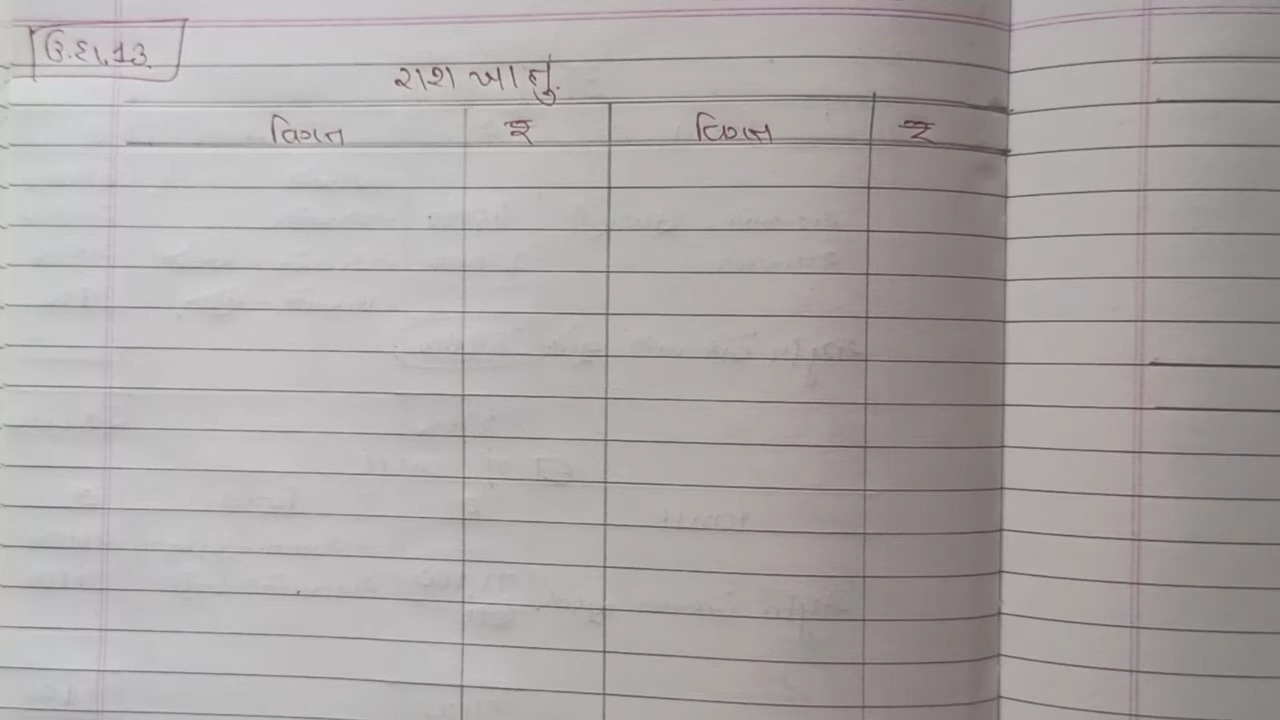 ઉ.દા.13.
રાશ ખાતું.
વિગત ₹ વિગત ₹